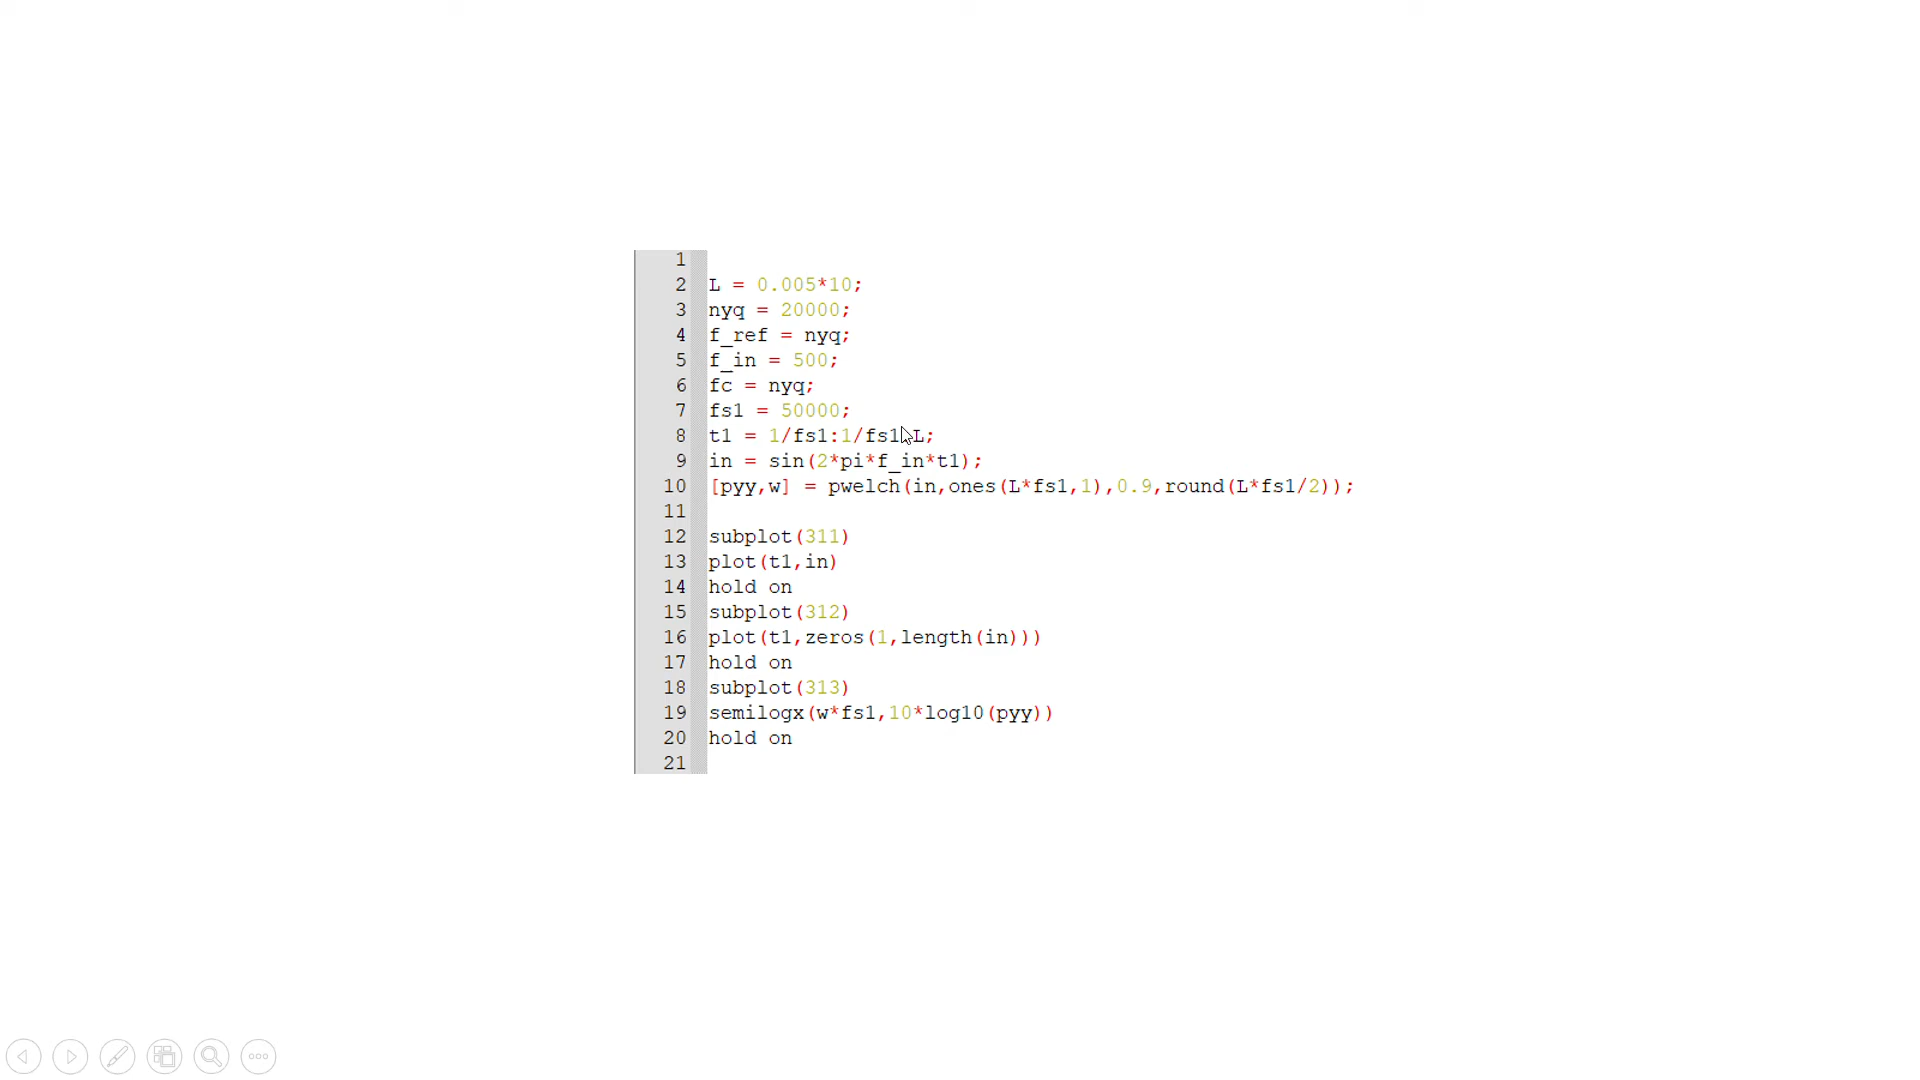 1
2 L = 0.005*10;
3 nyq = 20000;
4 f_ref = nyq;
5 f_in = 500;
6 fc = nyq;
7 fs1 = 50000;
8 t1 = 1/fs1:1/fs1 L;
9 in = sin(2*pi*f_in*t1);
10 [pyy,w] = pwelch(in,ones(L*fs1,1),0.9,round(L*fs1/2));
11
12 subplot(311)
13 plot(t1,in)
14 hold on
15 subplot(312)
16 plot(t1,zeros(1,length(in)))
17 hold on
18 subplot(313)
19 semilogx(w*fs1,10*log10(pyy))
20 hold on
21